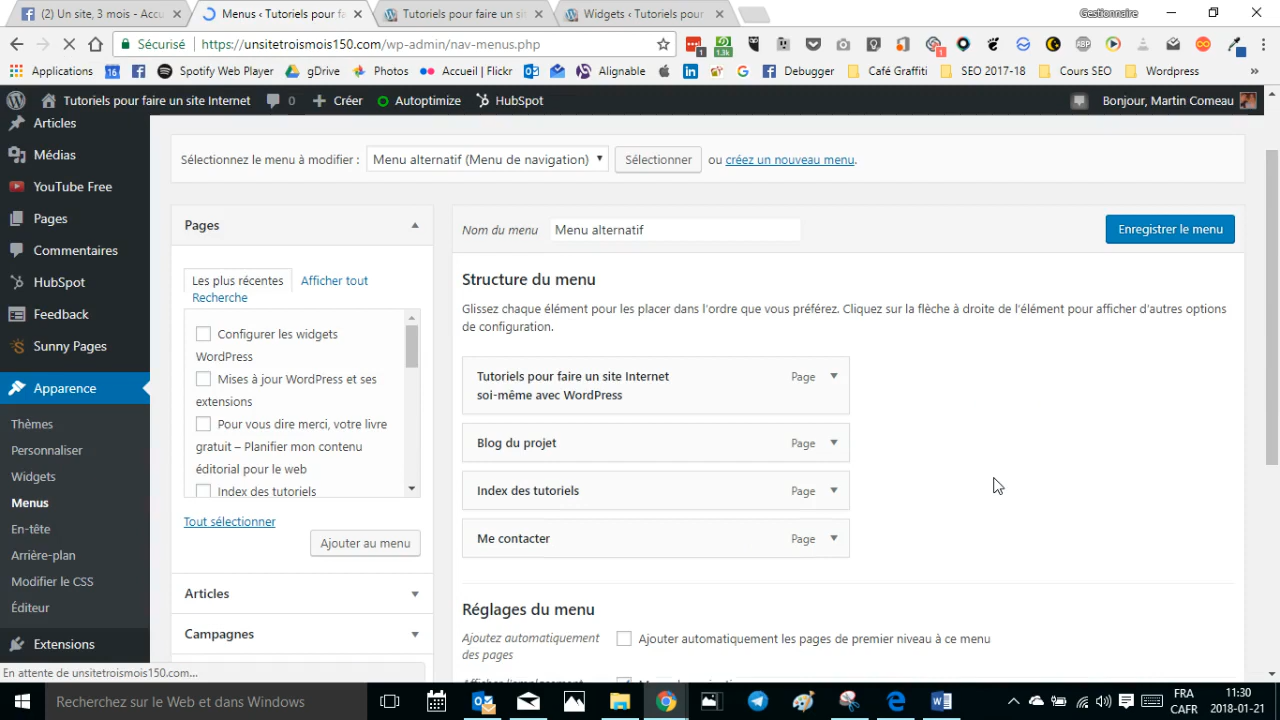 (2) Un site, 3 mois - Accu
Menus ‹ Tutoriels pour fa
Tutoriels pour faire un sit
Widgets ‹ Tutoriels pour
Gestionnaire
Sécurisé
https://unsitetroismois150.com/wp-admin/nav-menus.php
1
1.3k
ABP
Applications
16
Spotify Web Player
gDrive
Photos
Accueil | Flickr
Alignable
Debugger
Café Graffiti
SEO 2017-18
Cours SEO
Wordpress
»
Tutoriels pour faire un site Internet
0
Créer
Autoptimize
HubSpot
Bonjour, Martin Comeau
Articles
Médias
YouTube Free
Pages
Commentaires
HubSpot
Feedback
Sunny Pages
Apparence
Thèmes
Personnaliser
Widgets
Menus
En-tête
Arrière-plan
Modifier le CSS
Éditeur
Extensions
Sélectionnez le menu à modifier :
Menu alternatif (Menu de navigation)
Sélectionner
ou créez un nouveau menu.
Pages
Les plus récentes
Afficher tout
Recherche
Configurer les widgets
WordPress
Mises à jour WordPress et ses
extensions
Pour vous dire merci, votre livre
gratuit – Planifier mon contenu
éditorial pour le web
Index des tutoriels
Tout sélectionner
Ajouter au menu
Articles
Campagnes
Nom du menu
Menu alternatif
Enregistrer le menu
Structure du menu
Glissez chaque élément pour les placer dans l'ordre que vous préférez. Cliquez sur la flèche à droite de l'élément pour afficher d'autres options
de configuration.
Tutoriels pour faire un site Internet
soi-même avec WordPress
Page
Blog du projet
Page
Index des tutoriels
Page
Me contacter
Page
Réglages du menu
Ajoutez automatiquement
des pages
Ajouter automatiquement les pages de premier niveau à ce menu
En attente de unsitetroismois150.com...
Recherchez sur le Web et dans Windows
FRA
CAFR
11:30
2018-01-21